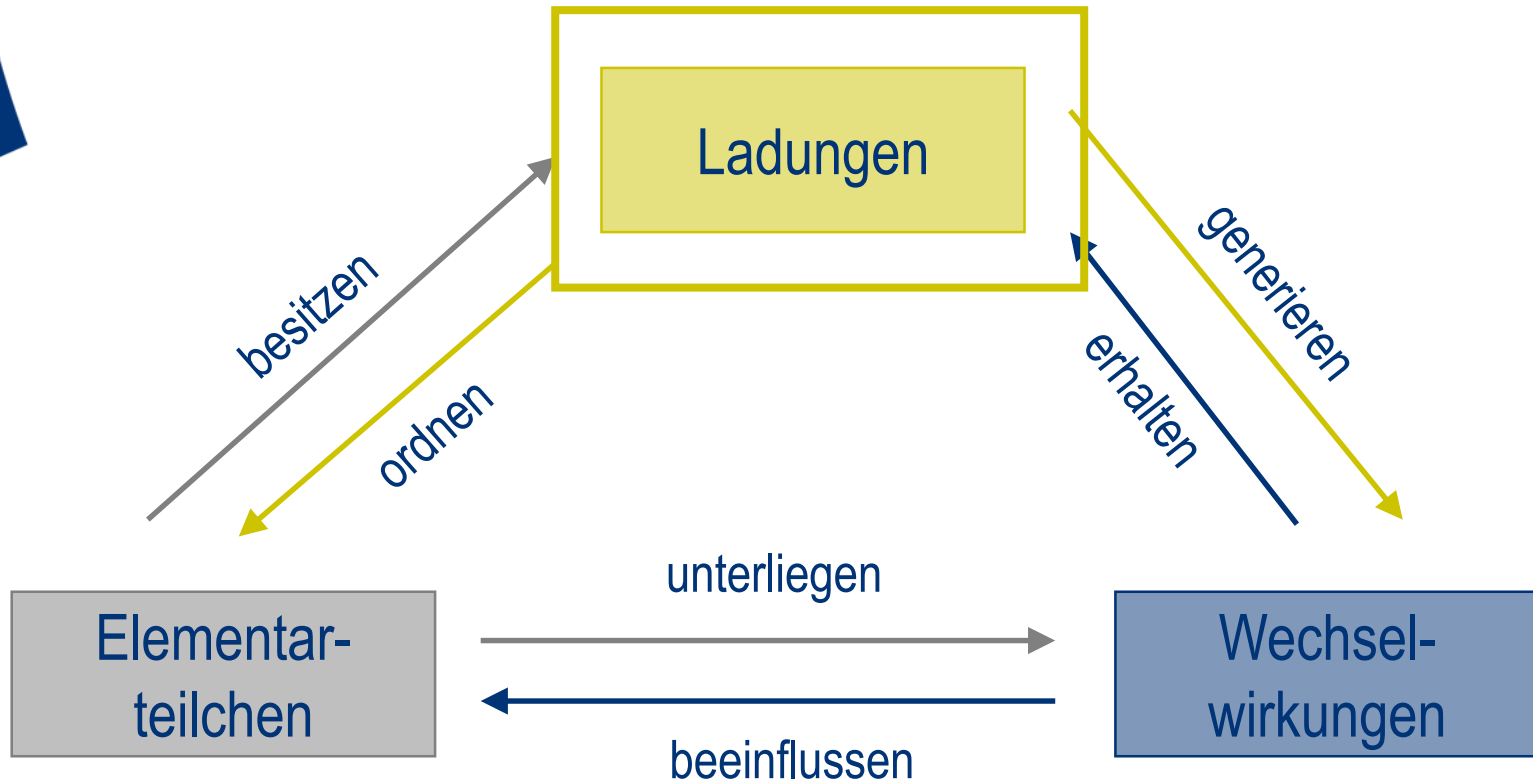 Ladungen
besitzen
generieren
ordnen
erhalten
unterliegen
Elementar-
teilchen
Wechsel-
wirkungen
beeinflussen